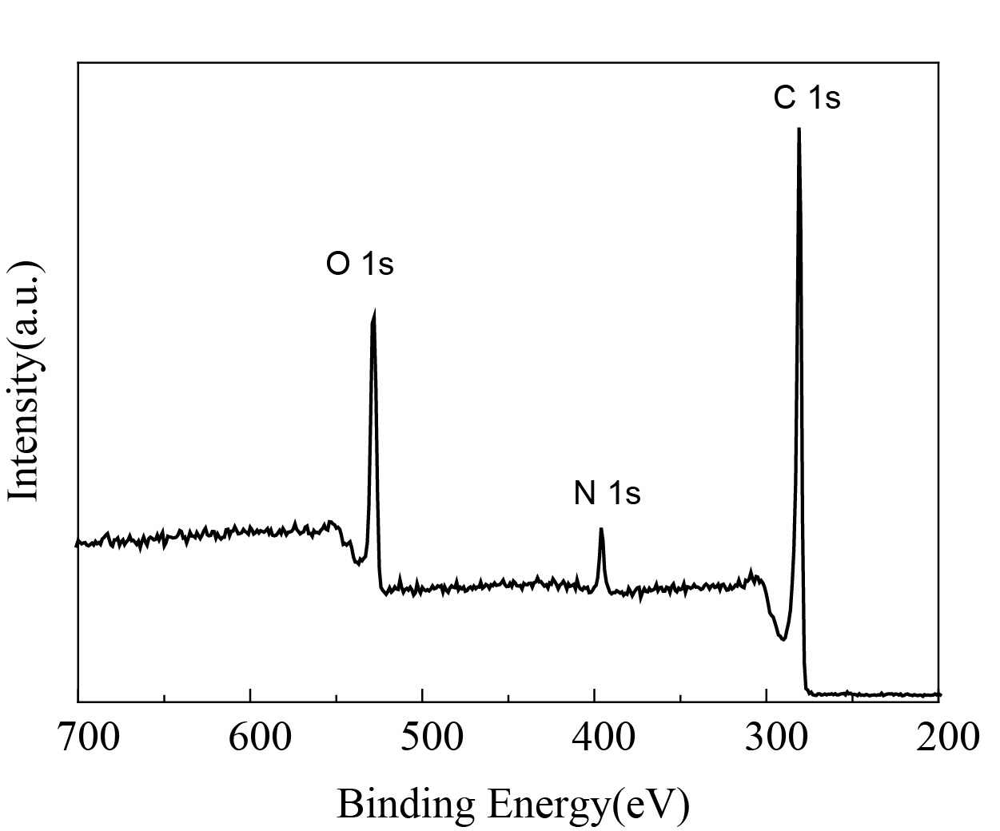 C 1s
O 1s
N 1s
Intensity(a.u.)
700 600 500 400 300 200
Binding Energy(eV)